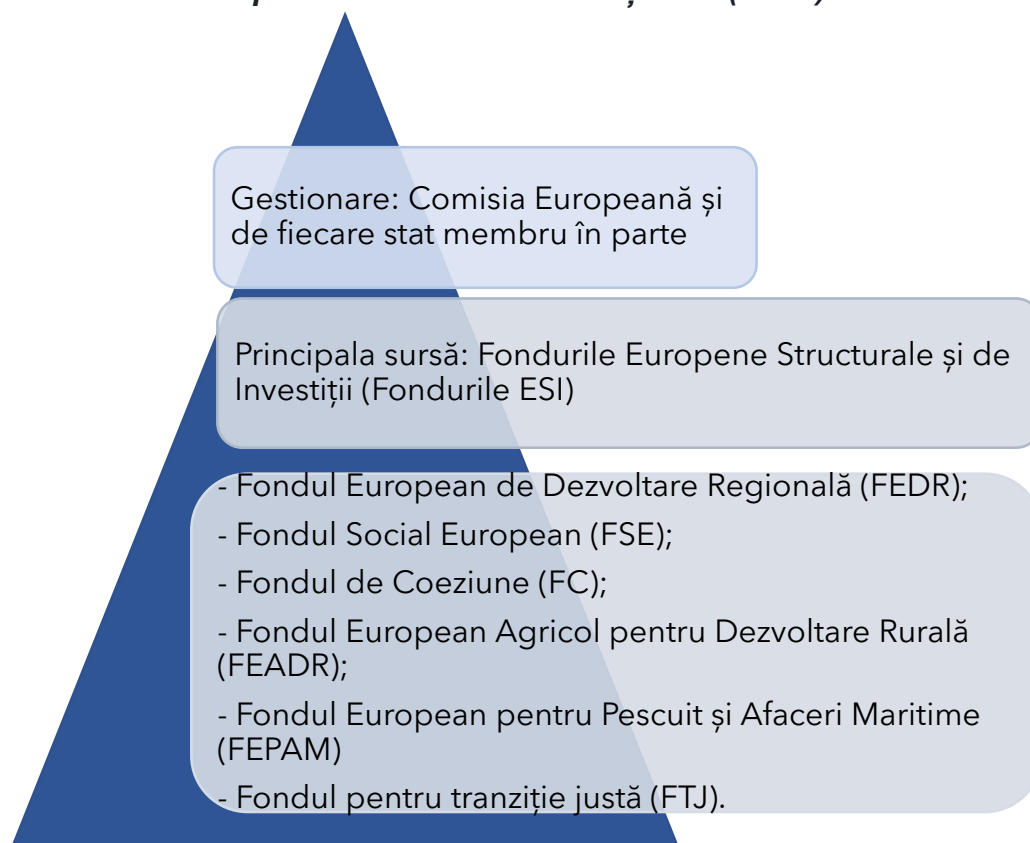 Gestionare: Comisia Europeană și
de fiecare stat membru în parte
Principala sursă: Fondurile Europene Structurale și de
Investiții (Fondurile ESI)
- Fondul European de Dezvoltare Regională (FEDR);
- Fondul Social European (FSE);
- Fondul de Coeziune (FC);
- Fondul European Agricol pentru Dezvoltare Rurală
(FEADR);
- Fondul European pentru Pescuit și Afaceri Maritime
(FEPAM)
- Fondul pentru tranziție justă (FTJ).